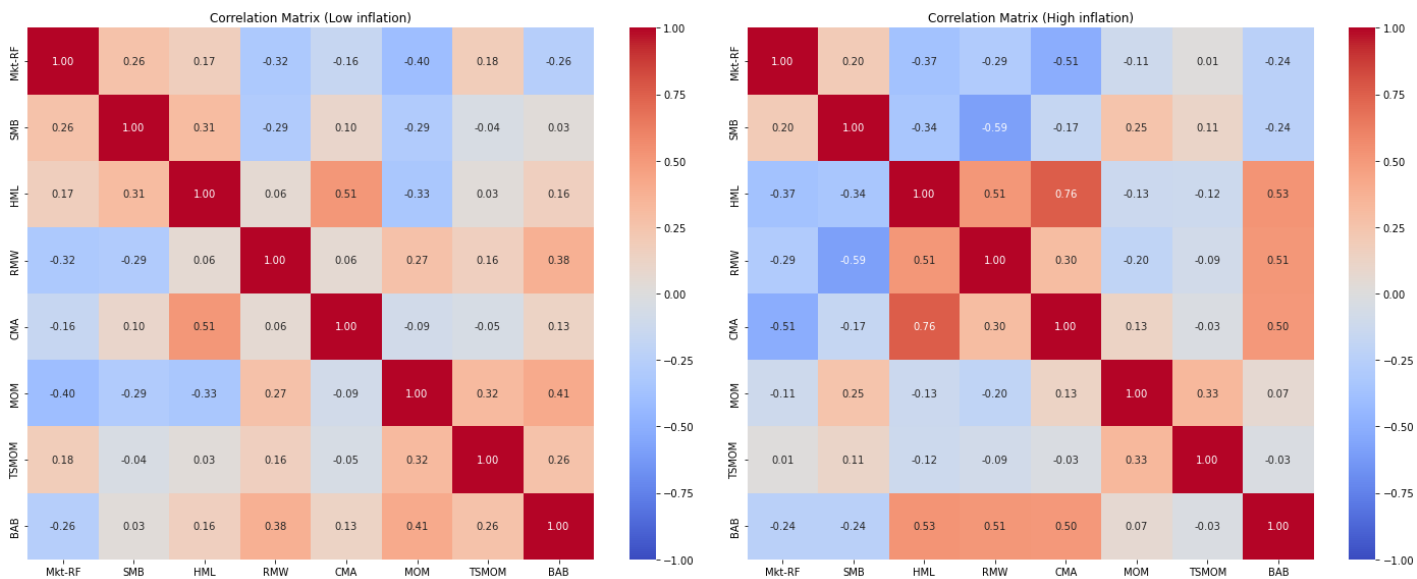 Correlation Matrix (Low inflation)
Mkt-RF 1.00 0.26 0.17 -0.32 -0.16 -0.40 0.18 -0.26
SMB 0.26 1.00 0.31 -0.29 0.10 -0.29 -0.04 0.03
HML 0.17 0.31 1.00 0.06 0.51 -0.33 0.03 0.16
RMW -0.32 -0.29 0.06 1.00 0.06 0.27 0.16 0.38
CMA -0.16 0.10 0.51 0.06 1.00 -0.09 -0.05 0.13
MOM -0.40 -0.29 -0.33 0.27 -0.09 1.00 0.32 0.41
TSMOM 0.18 -0.04 0.03 0.16 -0.05 0.32 1.00 0.26
BAB -0.26 0.03 0.16 0.38 0.13 0.41 0.26 1.00
Mkt-RF SMB HML RMW CMA MOM TSMOM BAB
1.00
0.75
0.50
0.25
0.00
-0.25
-0.50
-0.75
-1.00
Correlation Matrix (High inflation)
Mkt-RF 1.00 0.20 -0.37 -0.29 -0.51 -0.11 0.01 -0.24
SMB 0.20 1.00 -0.34 -0.59 -0.17 0.25 0.11 -0.24
HML -0.37 -0.34 1.00 0.51 0.76 -0.13 -0.12 0.53
RMW -0.29 -0.59 0.51 1.00 0.30 -0.20 -0.09 0.51
CMA -0.51 -0.17 0.76 0.30 1.00 0.13 -0.03 0.50
MOM -0.11 0.25 -0.13 -0.20 0.13 1.00 0.33 0.07
TSMOM 0.01 0.11 -0.12 -0.09 -0.03 0.33 1.00 -0.03
BAB -0.24 -0.24 0.53 0.51 0.50 0.07 -0.03 1.00
Mkt-RF SMB HML RMW CMA MOM TSMOM BAB
1.00
0.75
0.50
0.25
0.00
-0.25
-0.50
-0.75
-1.00